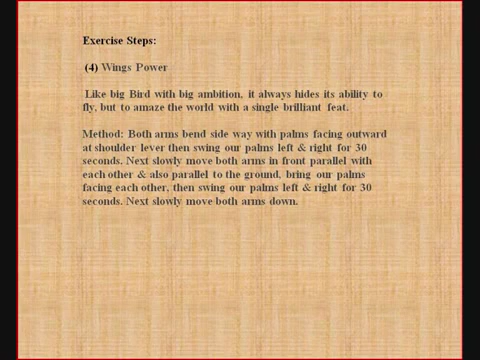 Exercise Steps:
(4) Wings Power
Like big Bird with big ambition, it always hides its ability to
fly, but to amaze the world with a single brilliant feat.
Method: Both arms bend side way with palms facing outward
at shoulder lever then swing our palms left & right for 30
seconds. Next slowly move both arms in front parallel with
each other & also parallel to the ground, bring our palms
facing each other, then swing our palms left & right for 30
seconds. Next slowly move both arms down.